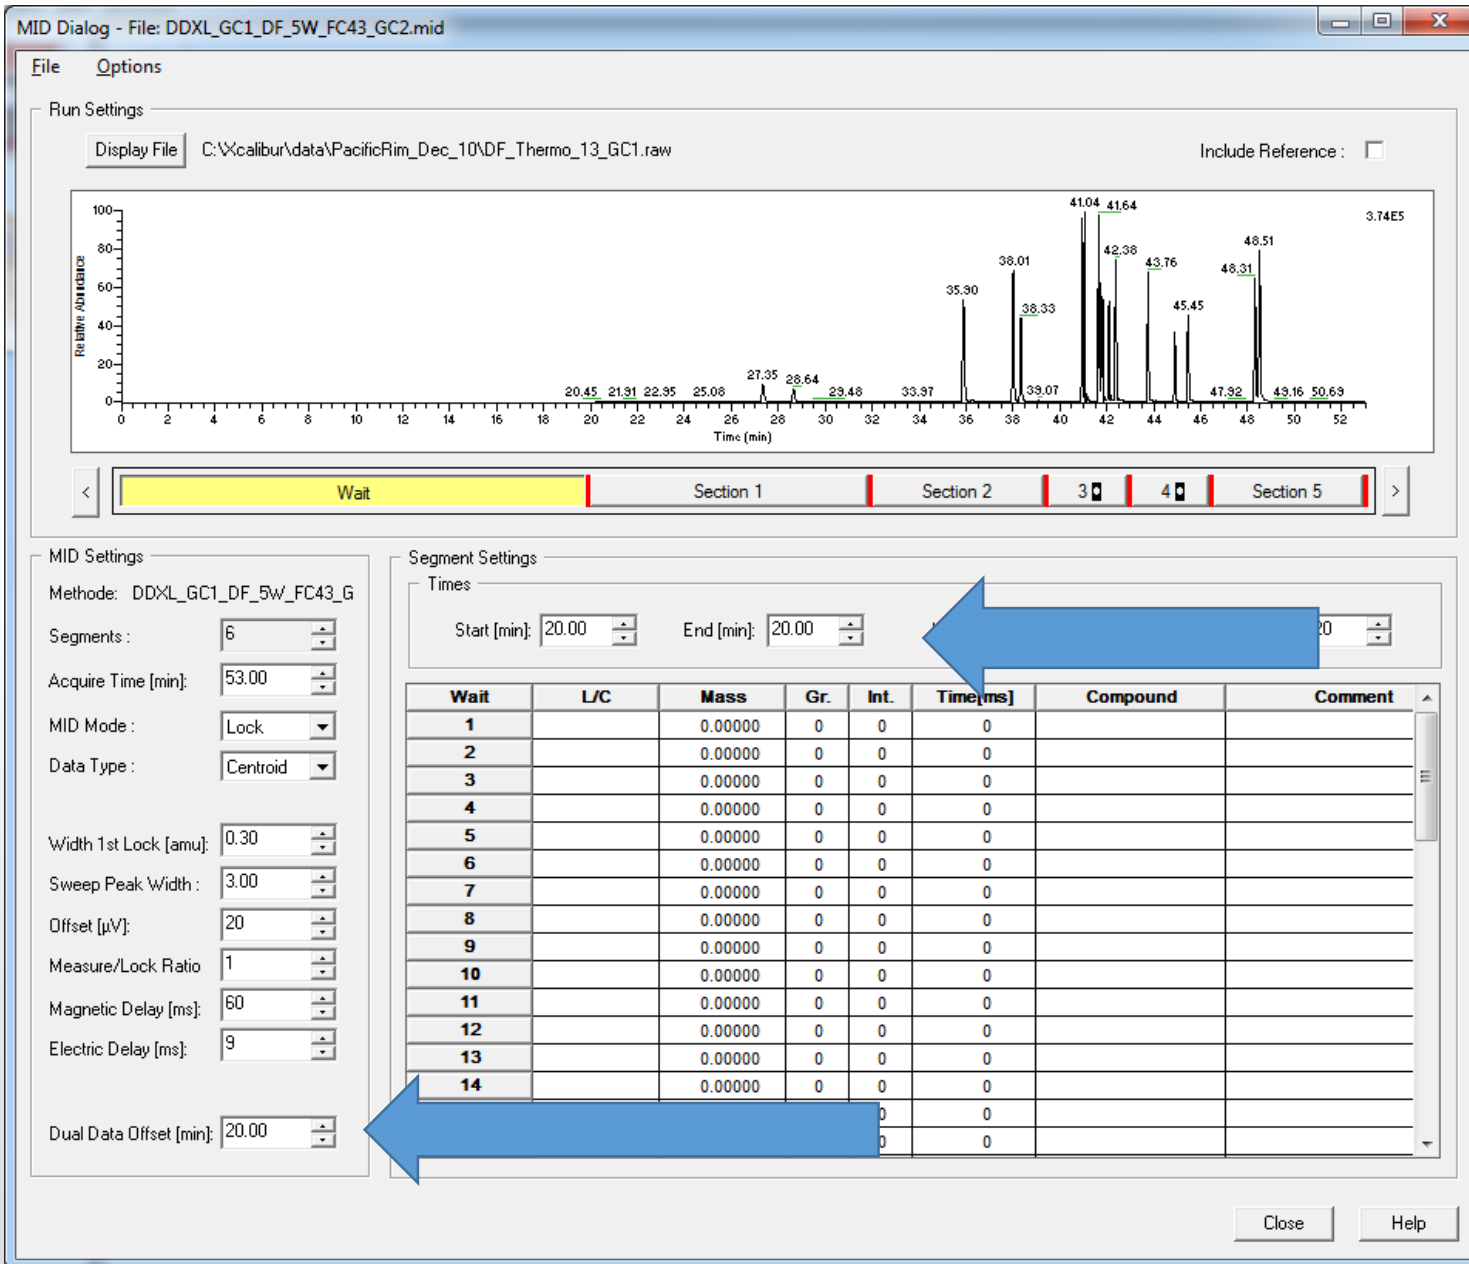 MID Dialog - File: DDXL_GC1_DF_5W_FC43_GC2.mid
File Options
Run Settings
Display File C:\Xcalibur\data\PacificRim_Dec_10\DF_Thermo_13_GC1.raw Include Reference :
3.74E5
Relative Abundance
100
80
60
40
20
0
20.45 21.91 22.95 25.08 27.35 28.64 29.48 33.97 35.90 38.01 38.33 39.07 41.04 41.64 42.38 43.76 45.45 47.92 48.31 48.51 49.16 50.69
0 2 4 6 8 10 12 14 16 18 20 22 24 26 28 30 32 34 36 38 40 42 44 46 48 50 52
Time (min)
< Wait Section 1 Section 2 3 4 Section 5 >
MID Settings
Methode: DDXL_GC1_DF_5W_FC43_G
Segments : 6
Acquire Time [min]: 53.00
MID Mode : Lock
Data Type : Centroid
Width 1st Lock [amu]: 0.30
Sweep Peak Width : 3.00
Offset [µV]: 20
Measure/Lock Ratio 1
Magnetic Delay [ms]: 60
Electric Delay [ms]: 9
Dual Data Offset [min]: 20.00
Segment Settings
Times
Start [min]: 20.00 End [min]: 20.00 20
Wait L/C Mass Gr. Int. Time[ms] Compound Comment
1 0.00000 0 0 0
2 0.00000 0 0 0
3 0.00000 0 0 0
4 0.00000 0 0 0
5 0.00000 0 0 0
6 0.00000 0 0 0
7 0.00000 0 0 0
8 0.00000 0 0 0
9 0.00000 0 0 0
10 0.00000 0 0 0
11 0.00000 0 0 0
12 0.00000 0 0 0
13 0.00000 0 0 0
14 0.00000 0 0 0
0 0
0 0
Close Help